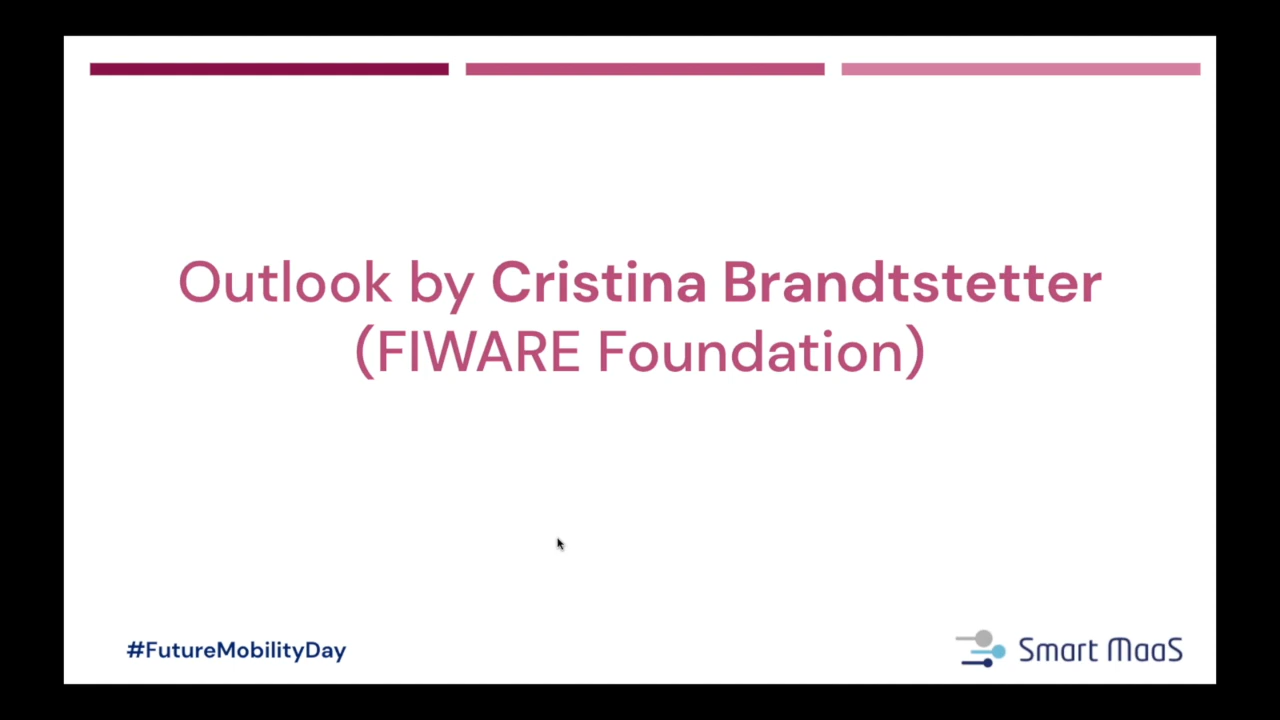 Outlook by Cristina Brandtstetter
(FIWARE Foundation)
#FutureMobilityDay
Smart MaaS